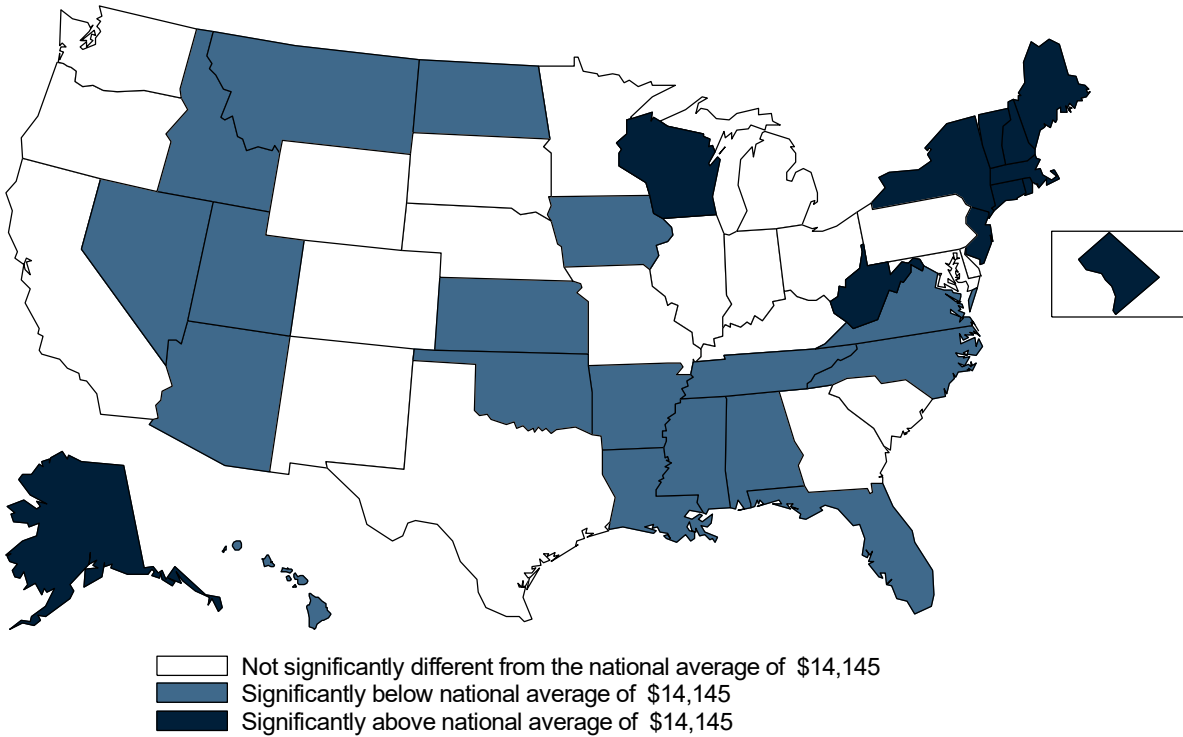 Not significantly different from the national average of $14,145
Significantly below national average of $14,145
Significantly above national average of $14,145